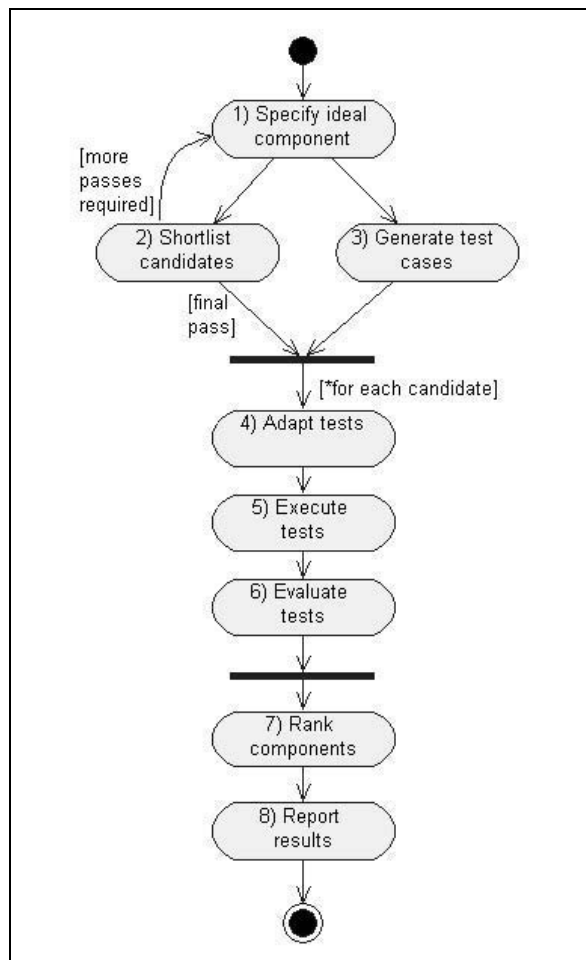 1) Specify ideal
component
[more
passes
required]
2) Shortlist
candidates
3) Generate test
cases
[final
pass]
[*for each candidate]
4) Adapt tests
5) Execute
tests
6) Evaluate
tests
7) Rank
components
8) Report
results